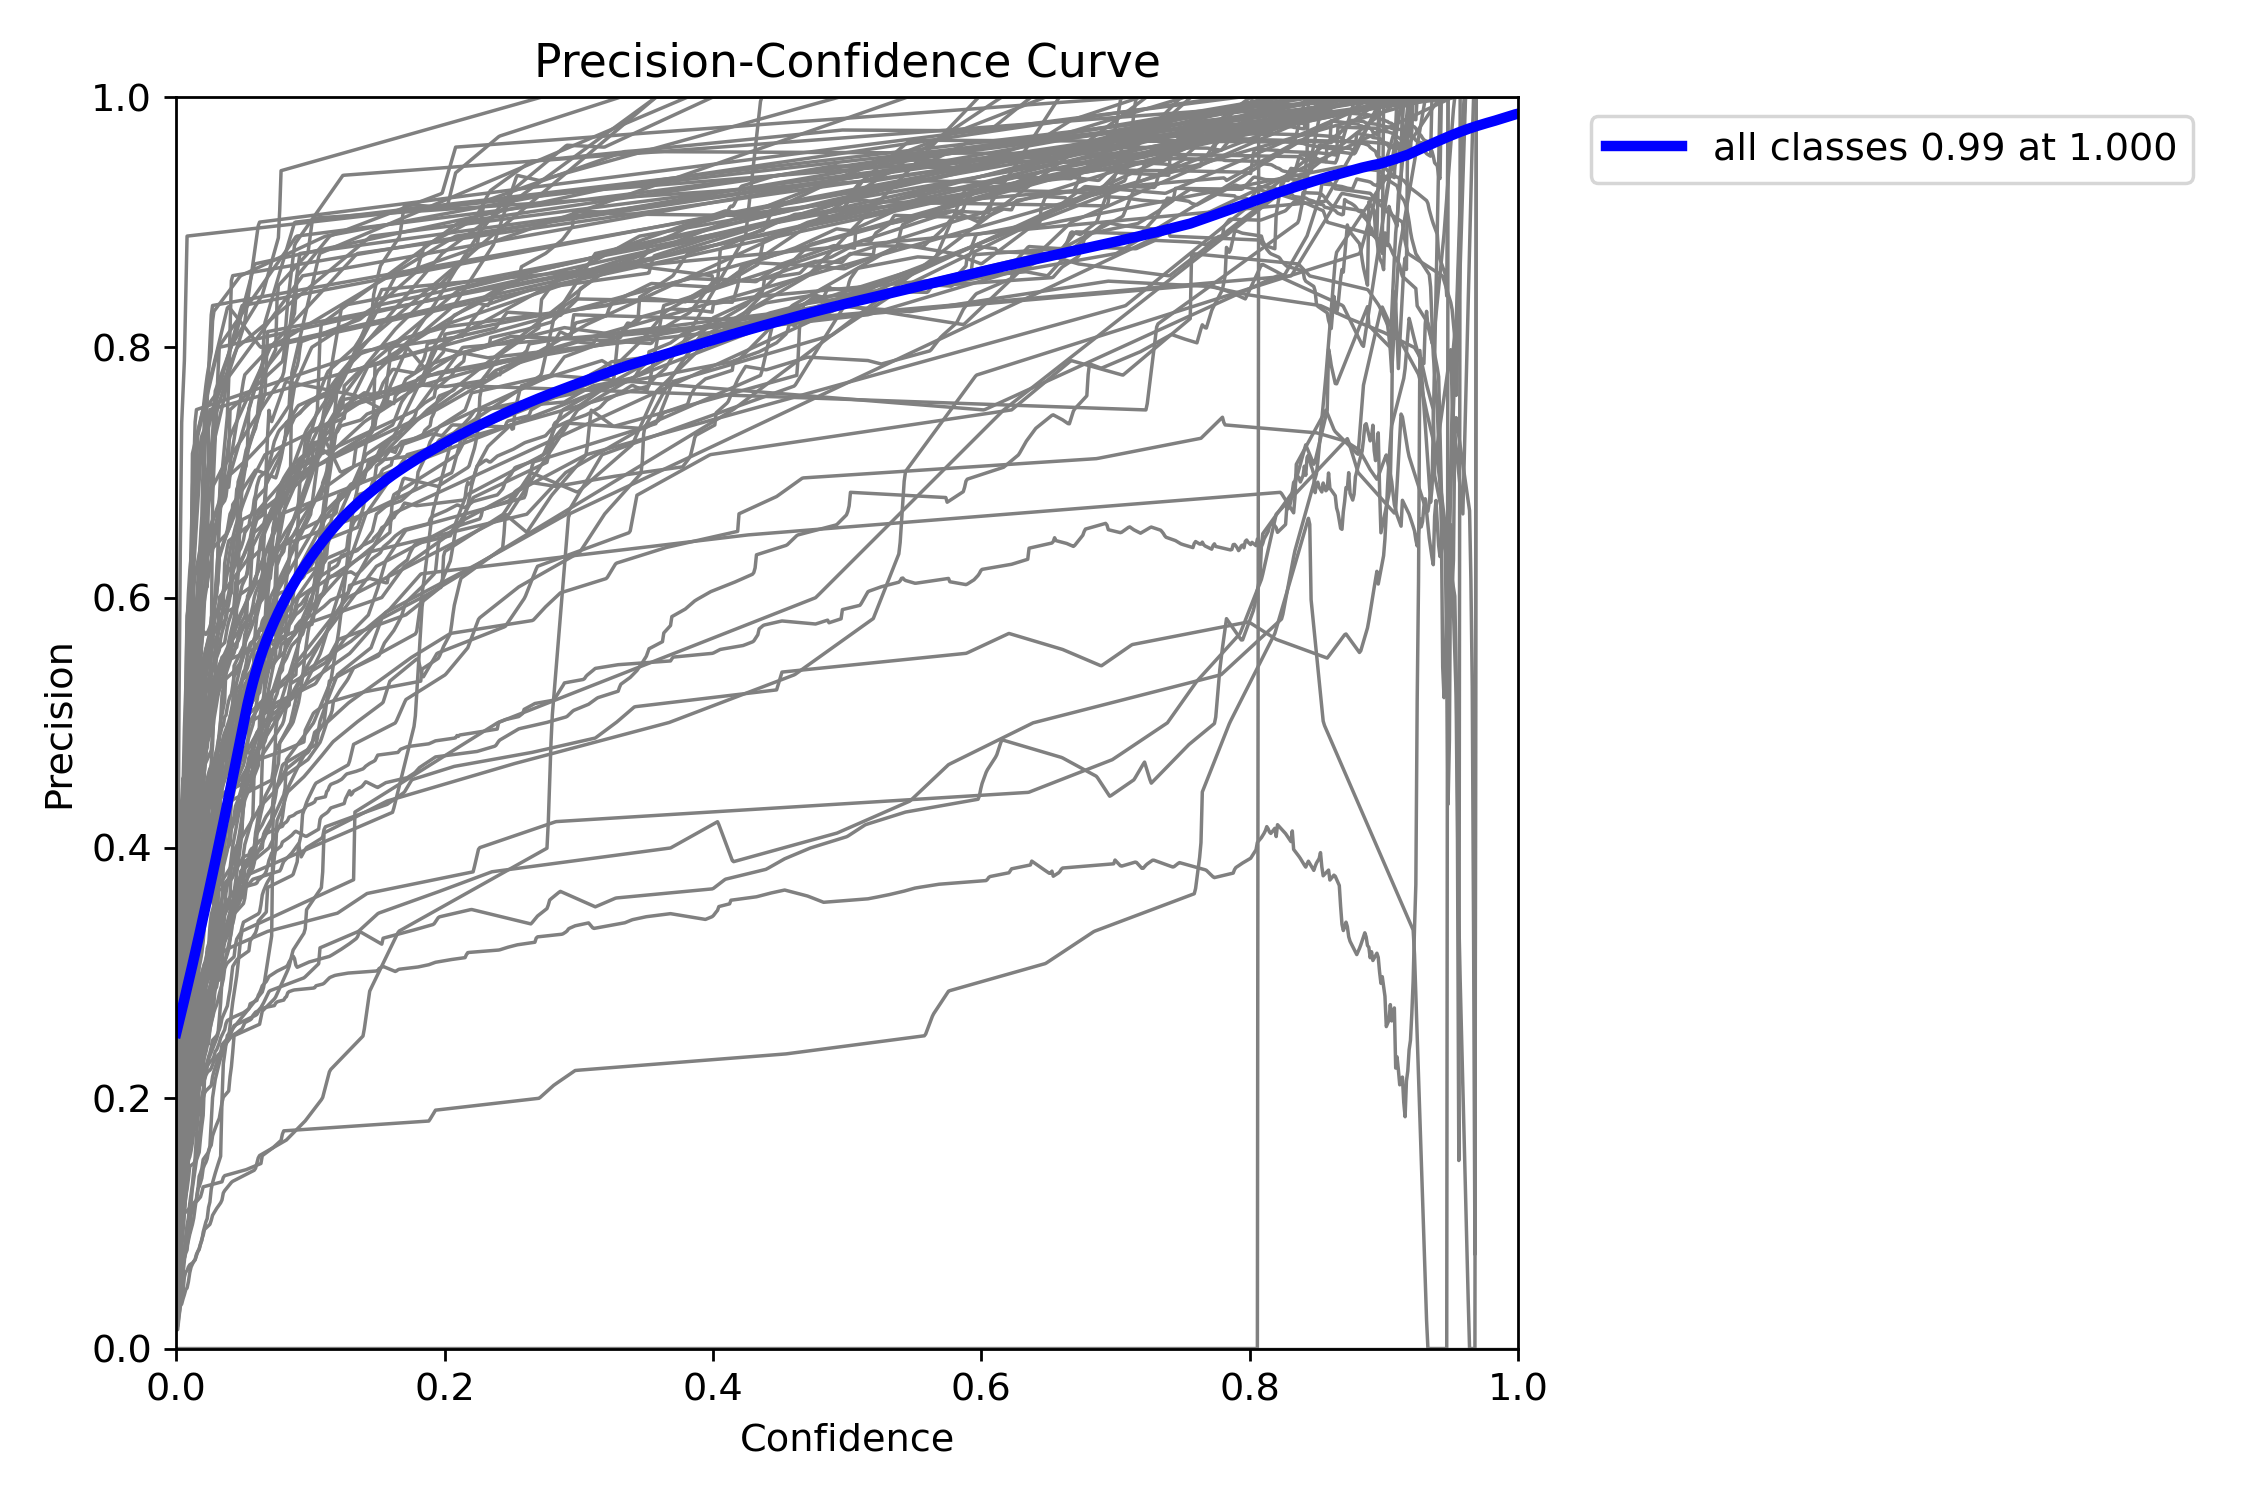 Precision-Confidence Curve
all classes 0.99 at 1.000
1.0
0.8
0.6
0.4
0.2
0.0
Precision
0.0 0.2 0.4 0.6 0.8 1.0
Confidence